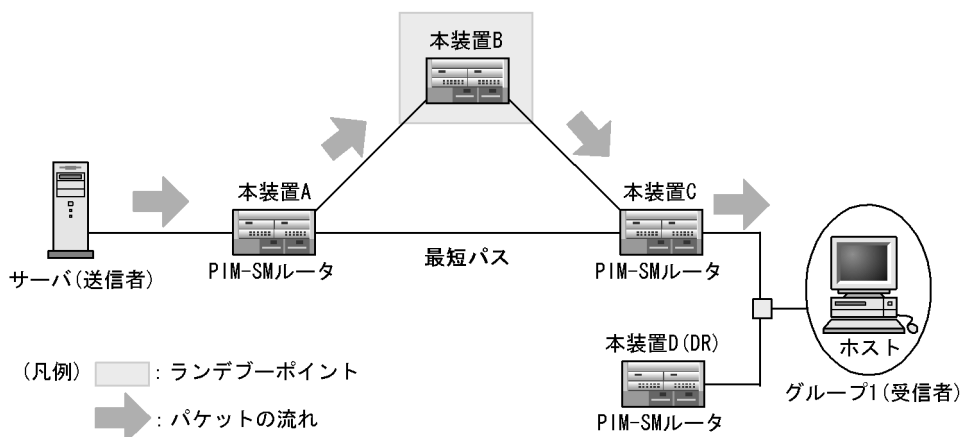 本装置B
本装置A
本装置C
最短パス
サーバ(送信者)
PIM-SMルータ
PIM-SMルータ
本装置D(DR)
ホスト
(凡例)
:ランデブーポイント
グループ1(受信者)
:パケットの流れ
PIM-SMルータ